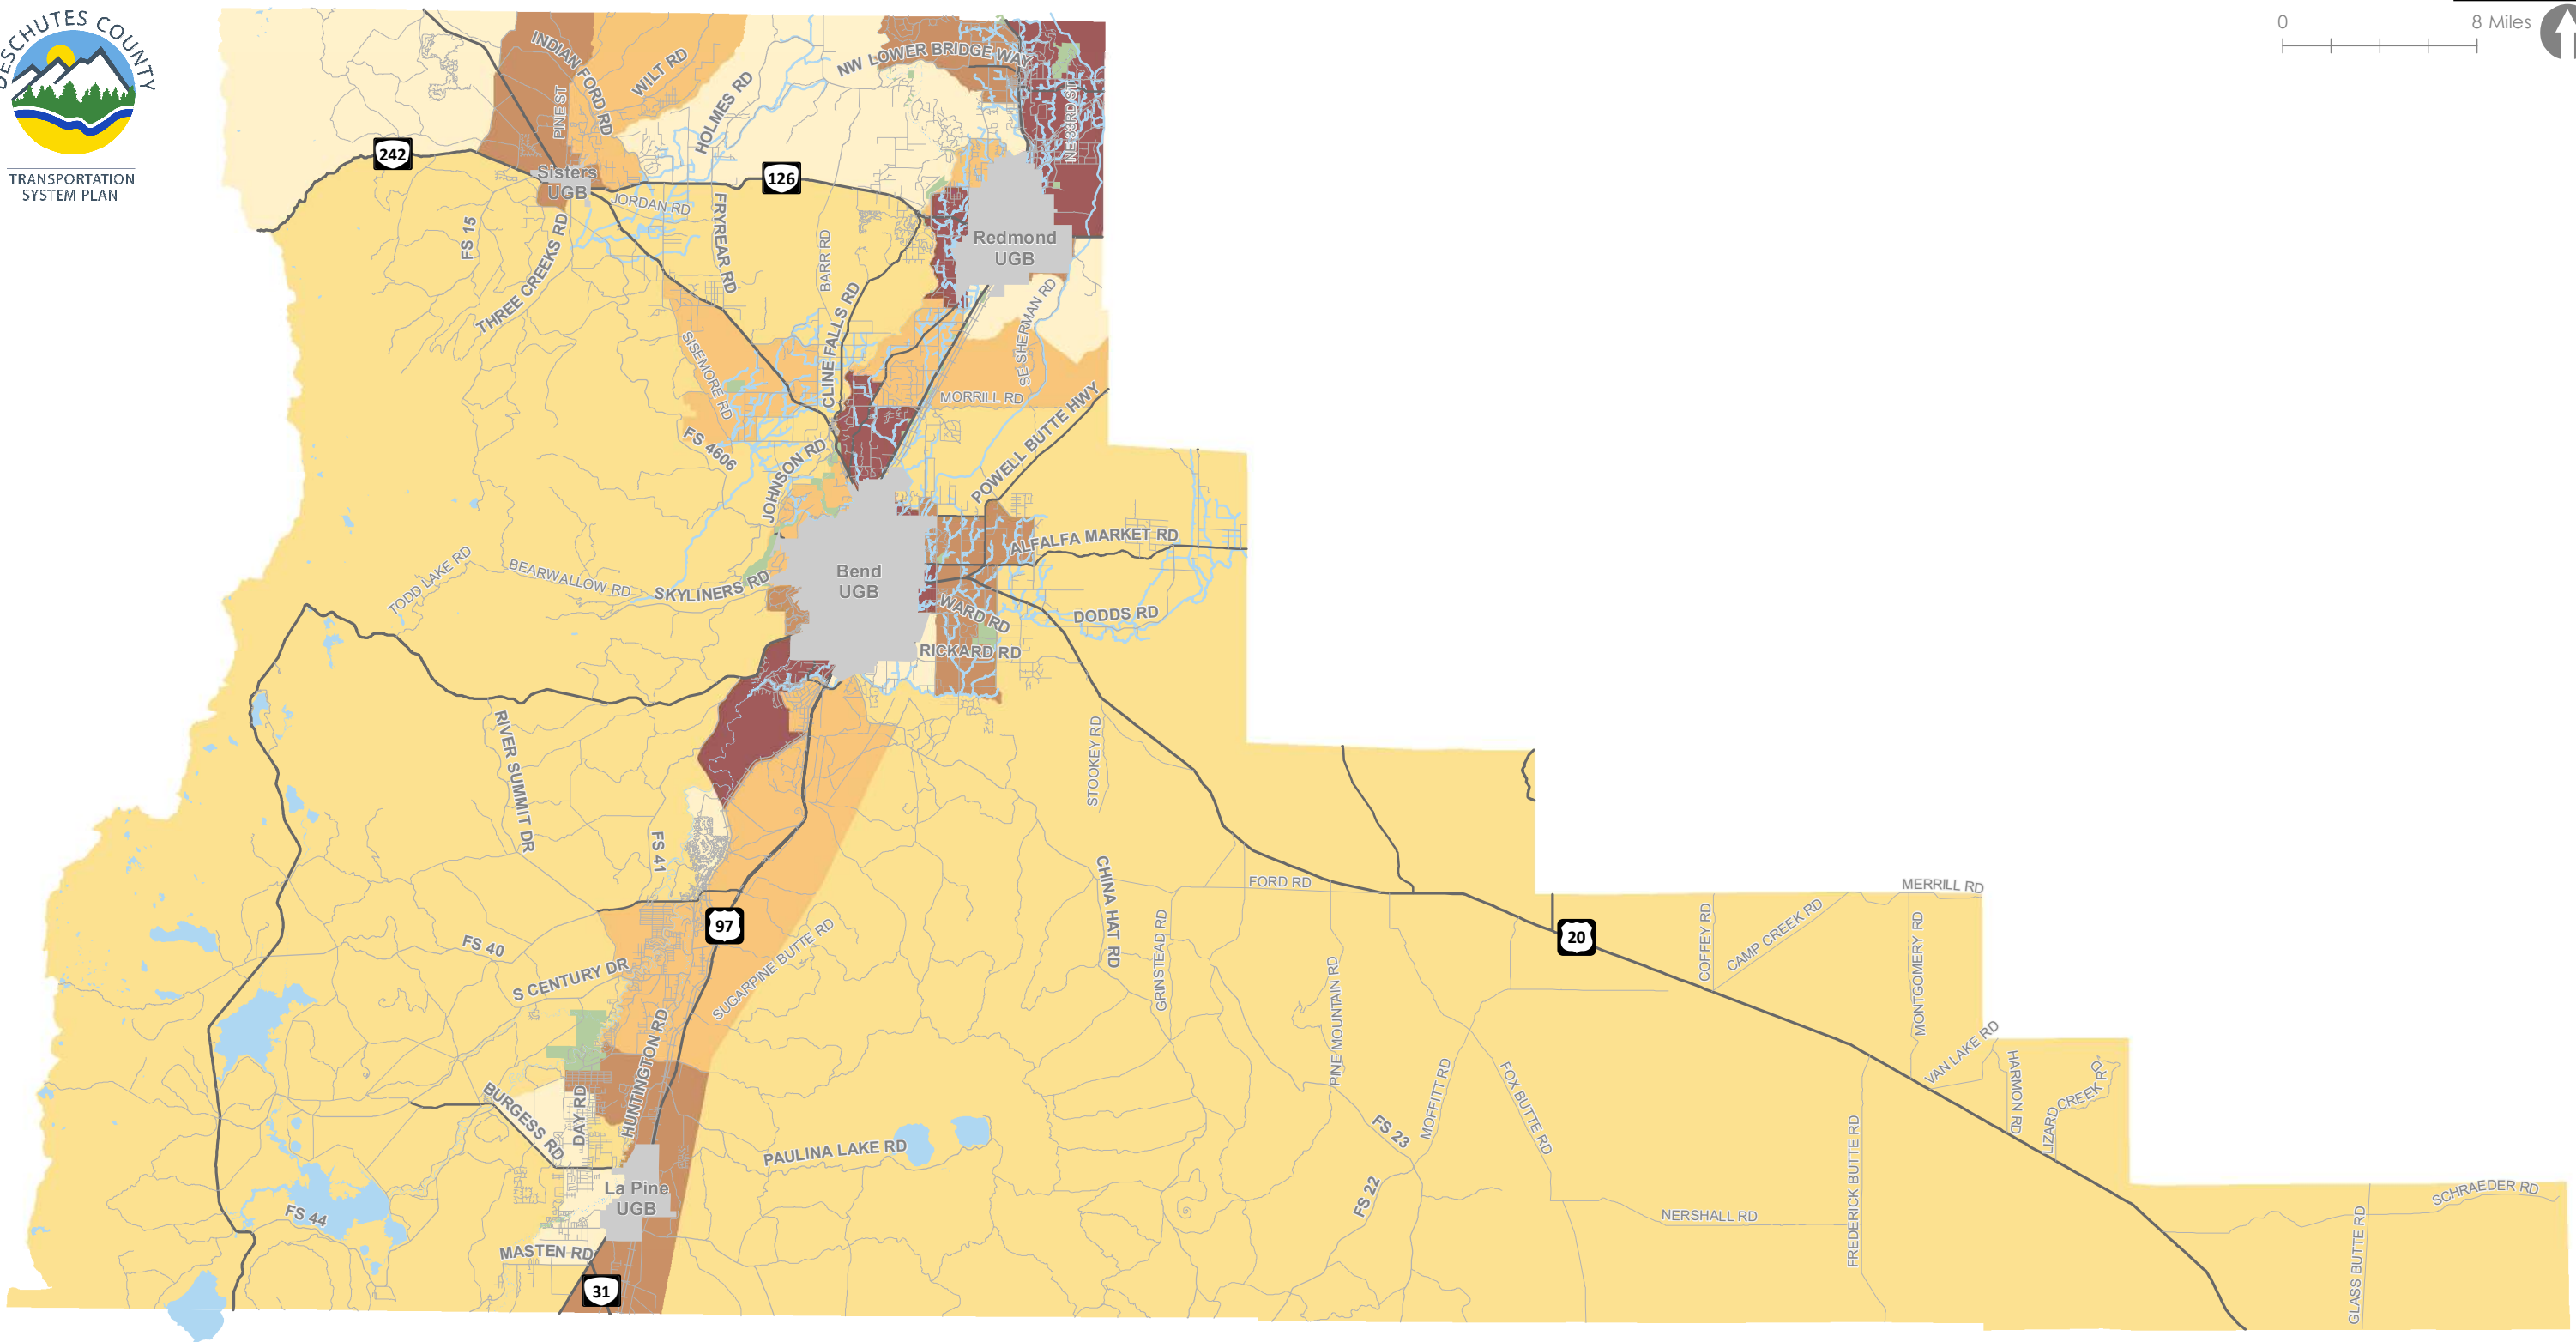 DESCHUTES COUNTY
TRANSPORTATION
SYSTEM PLAN
0
8 Miles
INDIAN FORD RD
WILT RD
PINE ST
HOLMES RD
NW LOWER BRIDGE WAY
NE 33RD ST
242
126
Sisters
UGB
JORDAN RD
FRYREAR RD
FS 15
THREE CREEKS RD
BARR RD
Redmond
UGB
CLINE FALLS RD
SE SHERMAN RD
SISEMORE RD
MORRILL RD
POWELL BUTTE HWY
FS 4606
JOHNSON RD
ALFALFA MARKET RD
TODD LAKE RD
BEARWALLOW RD
SKYLINERS RD
Bend
UGB
WARD RD
DODDS RD
RICKARD RD
RIVER SUMMIT DR
STOOKEY RD
FS 41
CHINA HAT RD
FORD RD
MERRILL RD
97
20
COFFEY RD
CAMP CREEK RD
MONTGOMERY RD
GRINSTEAD RD
FS 40
S CENTURY DR
SUGARPINE BUTTE RD
PINE MOUNTAIN RD
HUNTINGTON RD
MOFFITT RD
FOX BUTTE RD
VAN LAKE RD
HARMON RD
LIZARD CREEK RD
BURGESS RD
DAY RD
PAULINA LAKE RD
FS 23
FREDERICK BUTTE RD
La Pine
UGB
FS 22
FS 44
NERSHALL RD
SCHRAEDER RD
GLASS BUTTE RD
MASTEN RD
31